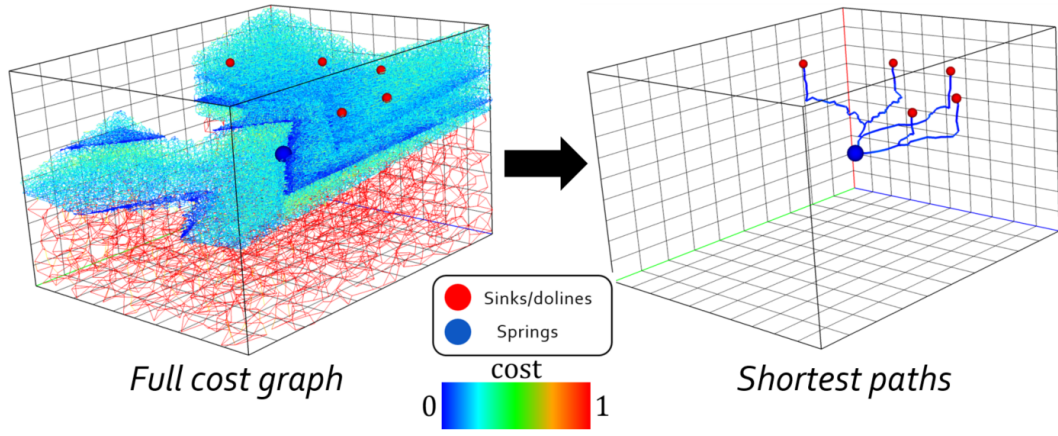 Sinks/dolines
Springs
Full cost graph
cost
0 1
Shortest paths